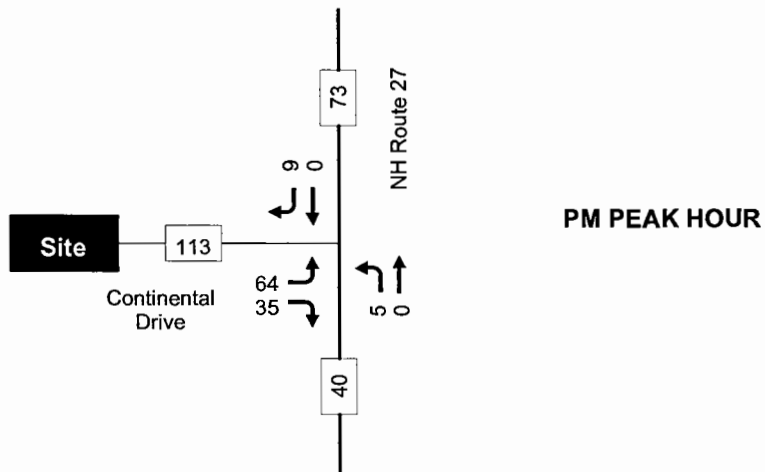 73
NH Route 27
9
0
PM PEAK HOUR
Site
113
Continental
Drive
64
35
5
0
40